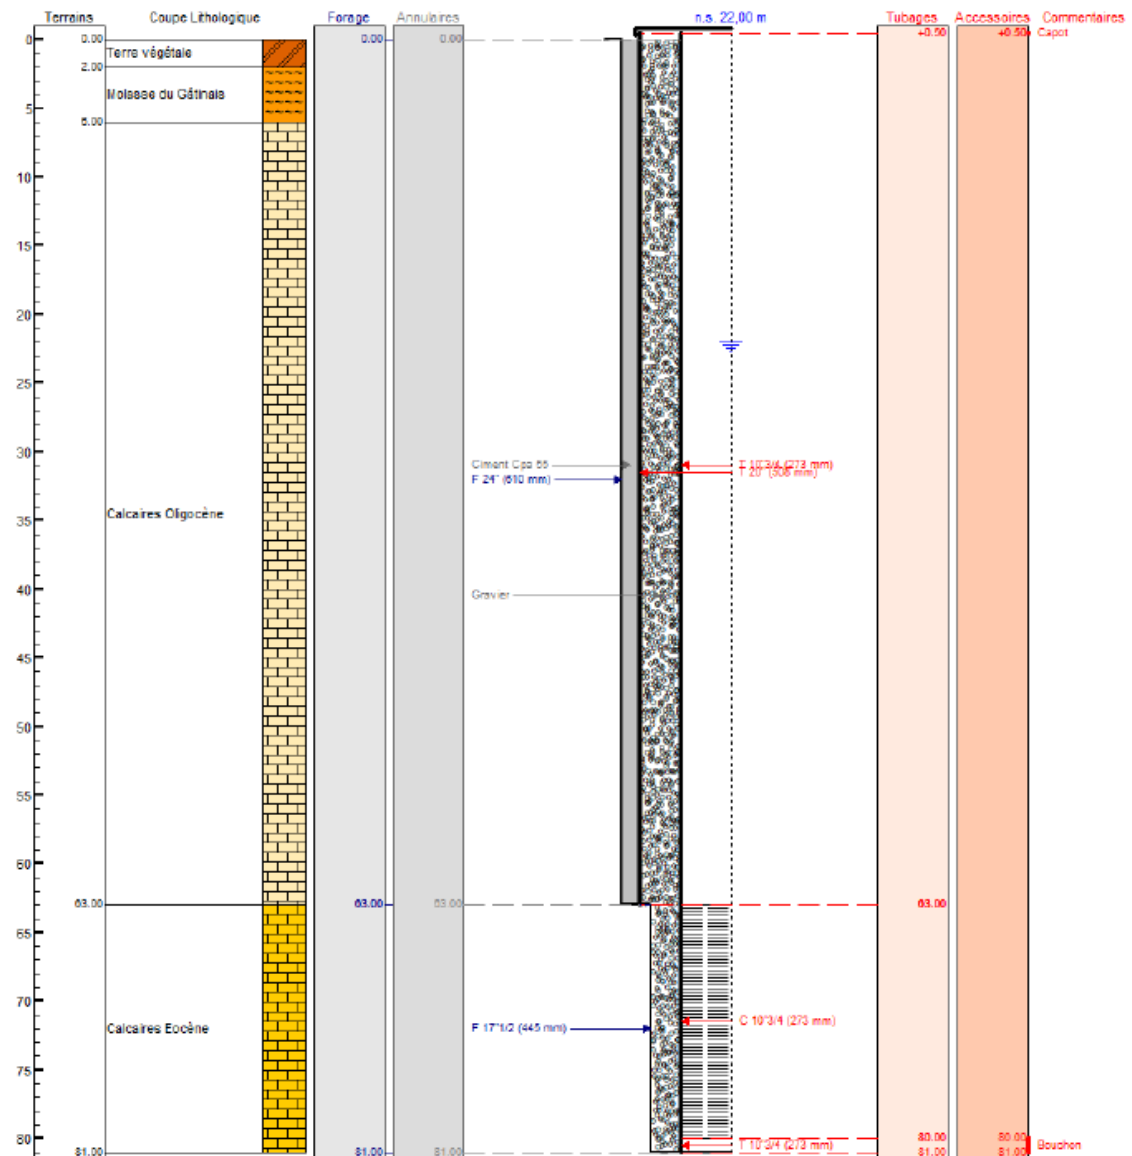 Terrains Coupe Lithologique Forage Annulaires n.s. 22,00 m Tubages Accessoires Commentaires
0 0.00 0.00 0.00 +0.50 +0.50 Capot
Terre végétale
2.00
Molasse du Gâtinais
5
6.00
10
15
20
25
30
Ciment Cpa 55 T 10"3/4 (273 mm)
F 24" (610 mm) T 20" (508 mm)
35 Calcaires Oligocène
40
Gravier
45
50
55
60
63.00 63.00 63.00 63.00
65
70
C 10"3/4 (273 mm)
Calcaires Eocène F 17"1/2 (445 mm)
75
80 80.00 80.00
T 10"3/4 (273 mm) Bouchon
81.00 81.00 81.00 81.00 81.00